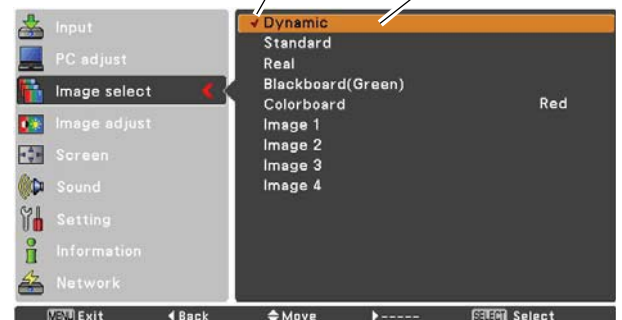 Input
PC adjust
Image select
Image adjust
Screen
Sound
Setting
Information
Network
Dynamic
Standard
Real
Blackboard(Green)
Colorboard Red
Image 1
Image 2
Image 3
Image 4
MENU Exit Back Move ----- SELECT Select